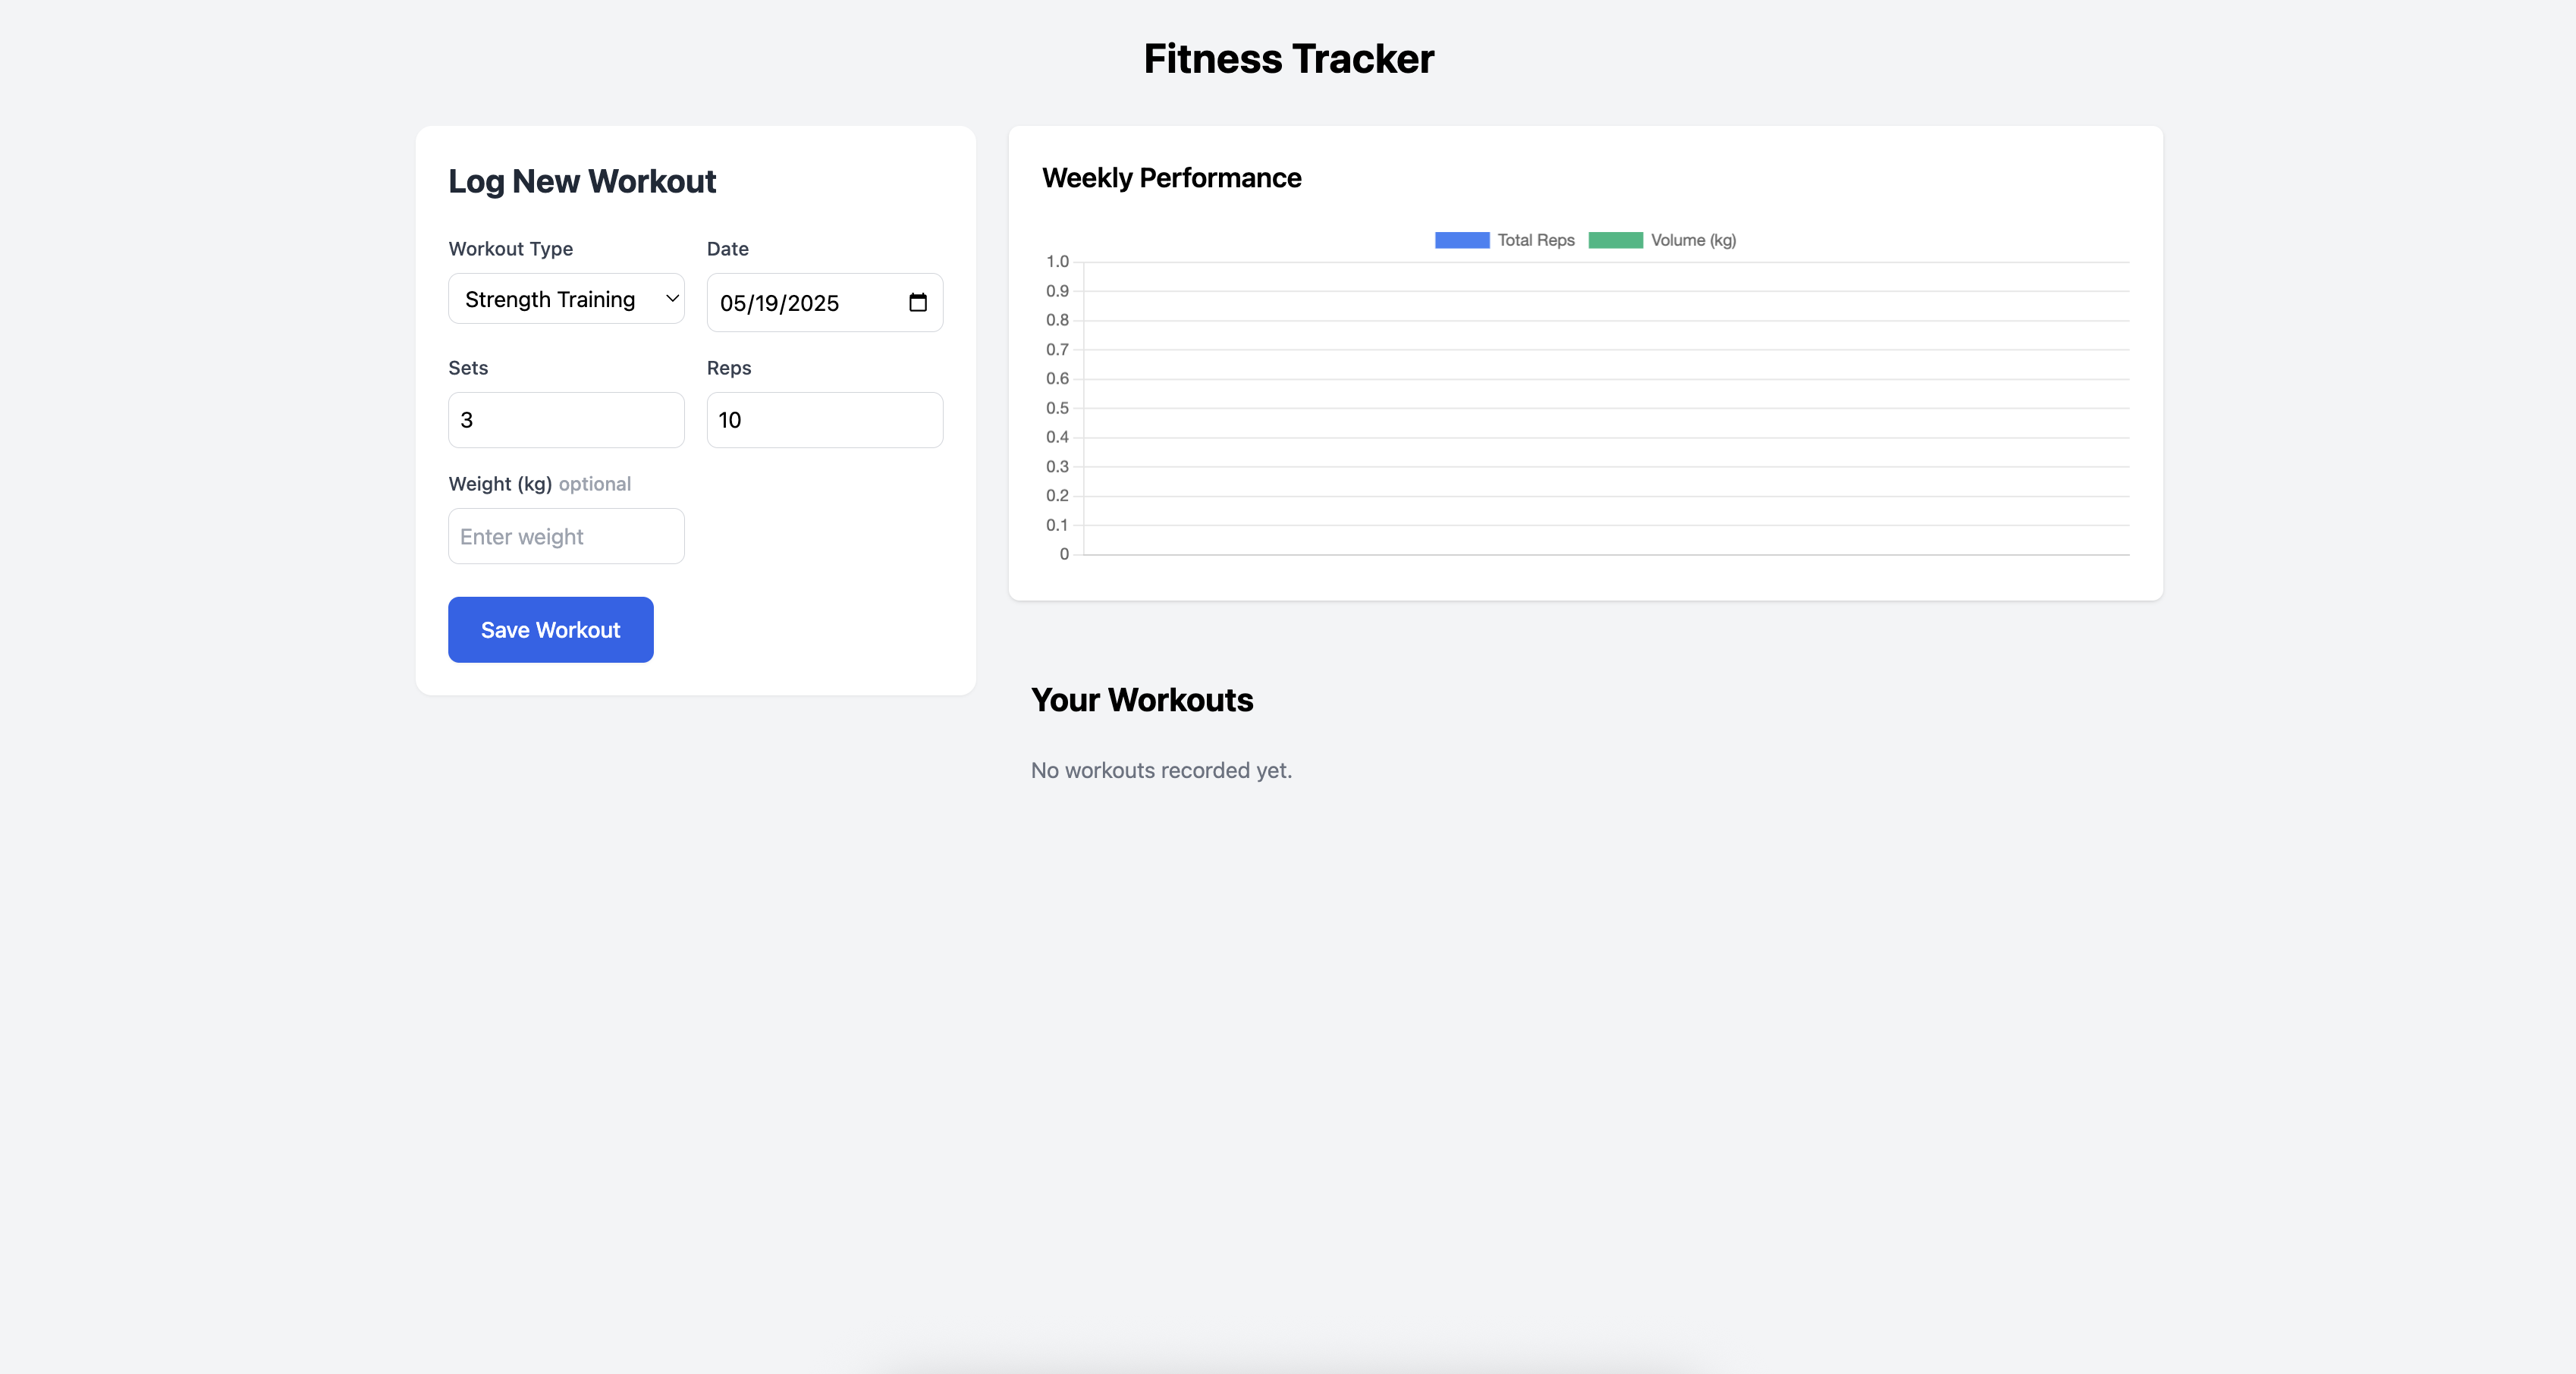 Fitness Tracker
Log New Workout
Workout Type Date
Strength Training 05/19/2025
Sets Reps
3 10
Weight (kg) optional
Enter weight
Save Workout
Weekly Performance
Total Reps Volume (kg)
1.0
0.9
0.8
0.7
0.6
0.5
0.4
0.3
0.2
0.1
0
Your Workouts
No workouts recorded yet.